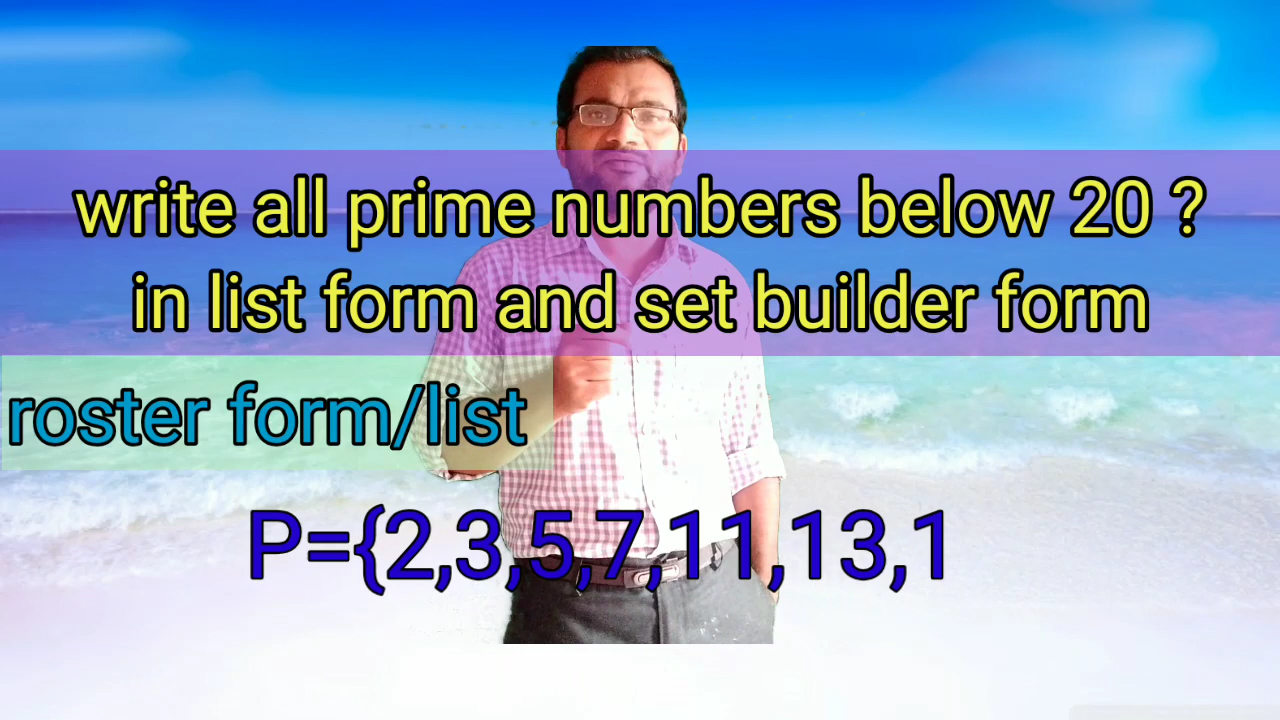 write all prime numbers below 20 ?
in list form and set builder form
roster form/list
P={2,3,5,7,11,13,1